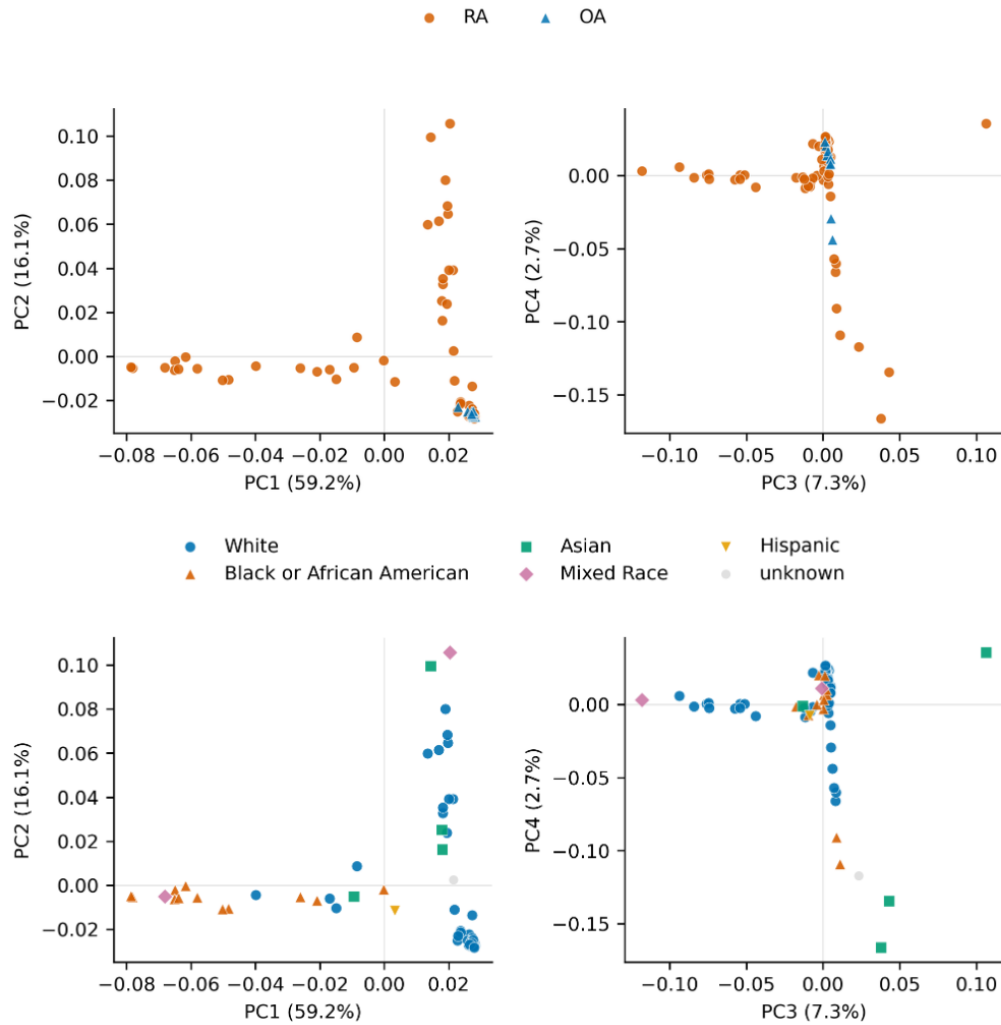 RA OA
0.10
0.08
0.06
0.04
0.02
0.00
−0.02
PC2 (16.1%)
−0.08 −0.06 −0.04 −0.02 0.00 0.02
PC1 (59.2%)
0.00
−0.05
−0.10
−0.15
PC4 (2.7%)
−0.10 −0.05 0.00 0.05 0.10
PC3 (7.3%)
White Asian Hispanic
Black or African American Mixed Race unknown
0.10
0.08
0.06
0.04
0.02
0.00
−0.02
PC2 (16.1%)
−0.08 −0.06 −0.04 −0.02 0.00 0.02
PC1 (59.2%)
0.00
−0.05
−0.10
−0.15
PC4 (2.7%)
−0.10 −0.05 0.00 0.05 0.10
PC3 (7.3%)